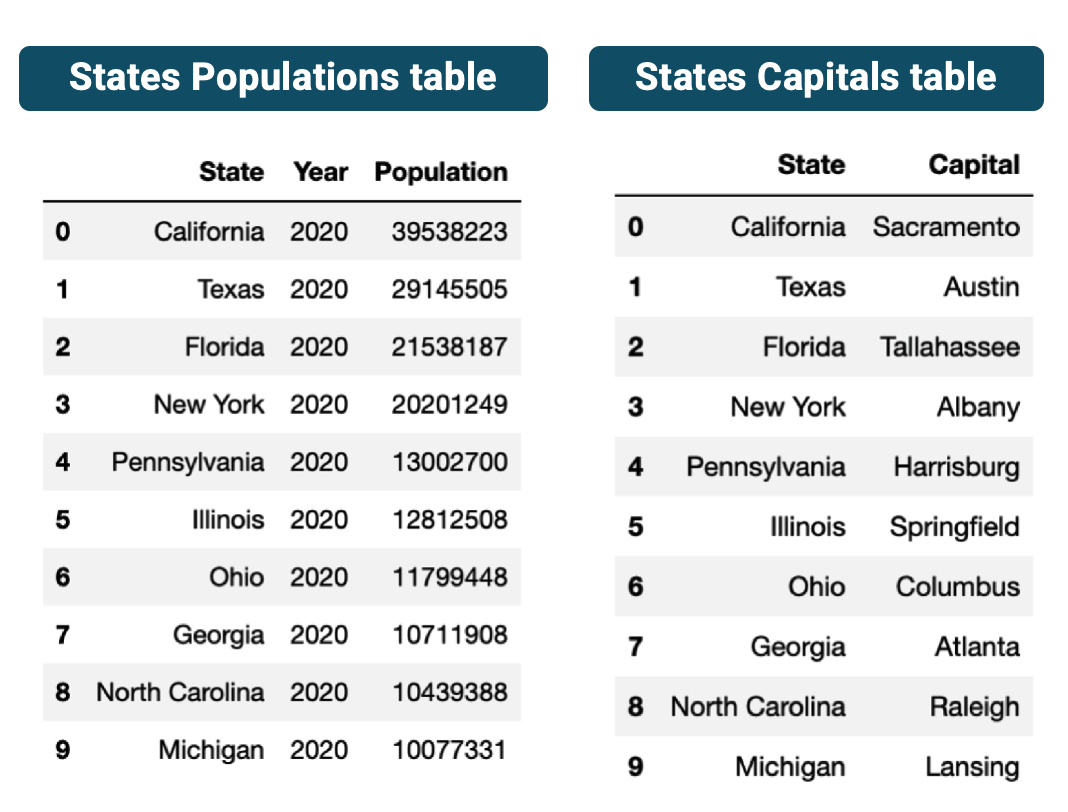 States Populations table
State Year Population
0 California 2020 39538223
1 Texas 2020 29145505
2 Florida 2020 21538187
3 New York 2020 20201249
4 Pennsylvania 2020 13002700
5 Illinois 2020 12812508
6 Ohio 2020 11799448
7 Georgia 2020 10711908
8 North Carolina 2020 10439388
9 Michigan 2020 10077331
States Capitals table
State Capital
0 California Sacramento
1 Texas Austin
2 Florida Tallahassee
3 New York Albany
4 Pennsylvania Harrisburg
5 Illinois Springfield
6 Ohio Columbus
7 Georgia Atlanta
8 North Carolina Raleigh
9 Michigan Lansing